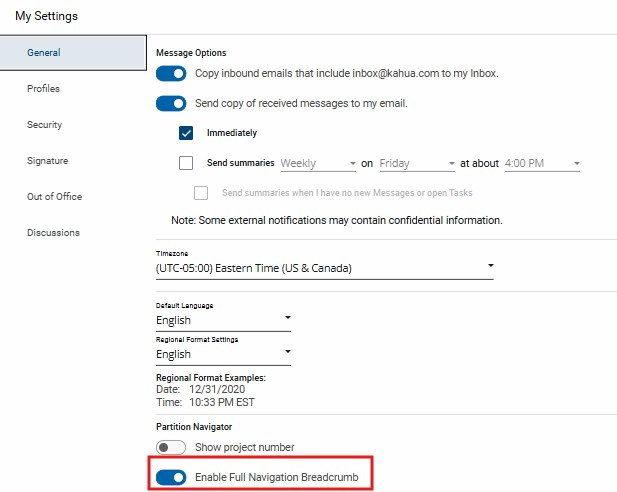 My Settings
General
Profiles
Security
Signature
Out of Office
Discussions
Message Options
Copy inbound emails that include inbox@kahua.com to my Inbox.
Send copy of received messages to my email.
Immediately
Send summaries Weekly on Friday at about 4:00 PM
Send summaries when I have no new Messages or open Tasks
Note: Some external notifications may contain confidential information.
Timezone
(UTC-05:00) Eastern Time (US & Canada)
Default Language
English
Regional Format Settings
English
Regional Format Examples:
Date: 12/31/2020
Time: 10:33 PM EST
Partition Navigator
Show project number
Enable Full Navigation Breadcrumb